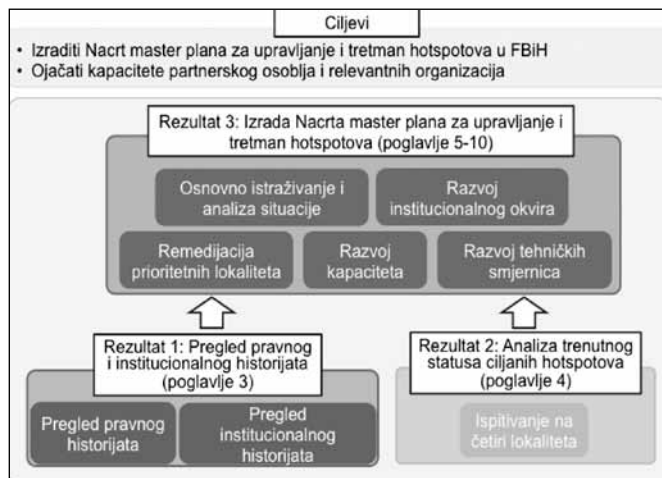 Ciljevi
• Izraditi Nacrt master plana za upravljanje i tretman hotspotova u FBiH
• Ojačati kapacitete partnerskog osoblja i relevantnih organizacija
Rezultat 3: Izrada Nacrta master plana za upravljanje i
tretman hotspotova (poglavlje 5-10)
Osnovno istraživanje i
analiza situacije
Razvoj
institucionalnog okvira
Remedijacija
prioritetnih lokaliteta
Razvoj
kapaciteta
Razvoj tehničkih
smjernica
Rezultat 1: Pregled pravnog
i institucionalnog historijata
(poglavlje 3)
Pregled pravnog
historijata
Pregled
institucionalnog
historijata
Rezultat 2: Analiza trenutnog
statusa ciljanih hotspotova
(poglavlje 4)
Ispitivanje na
četiri lokaliteta